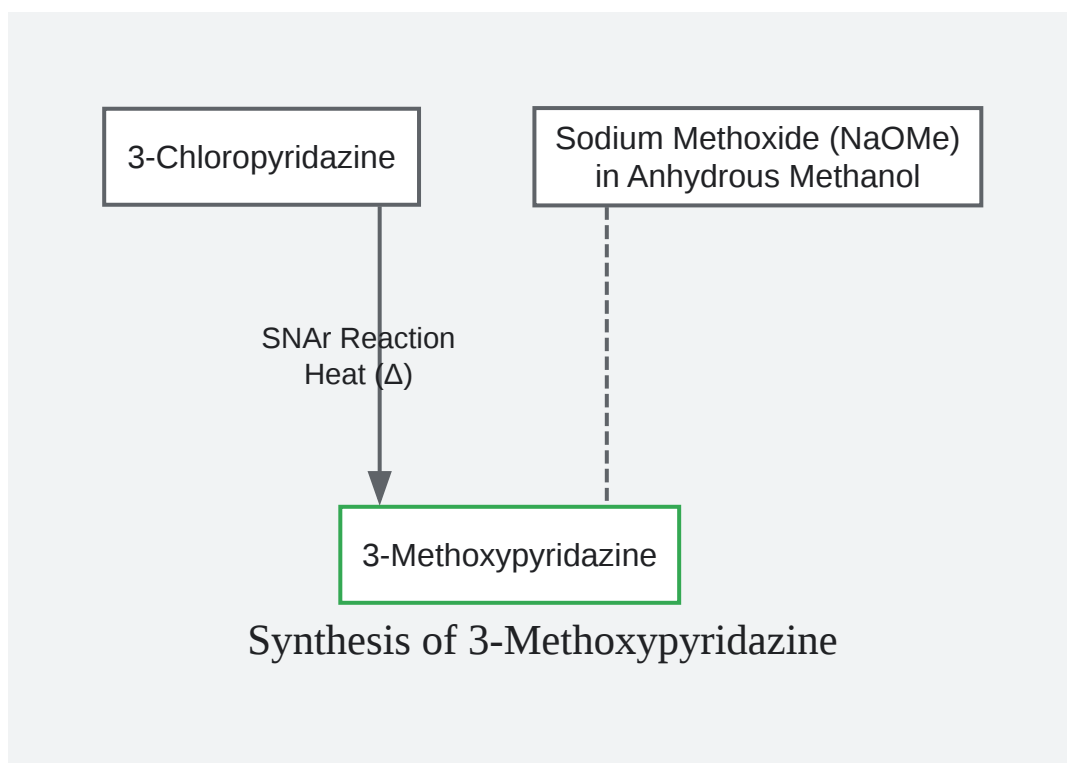 3-Chloropyridazine
Sodium Methoxide (NaOMe)
in Anhydrous Methanol
SNAr Reaction
Heat (Δ)
3-Methoxypyridazine
Synthesis of 3-Methoxypyridazine